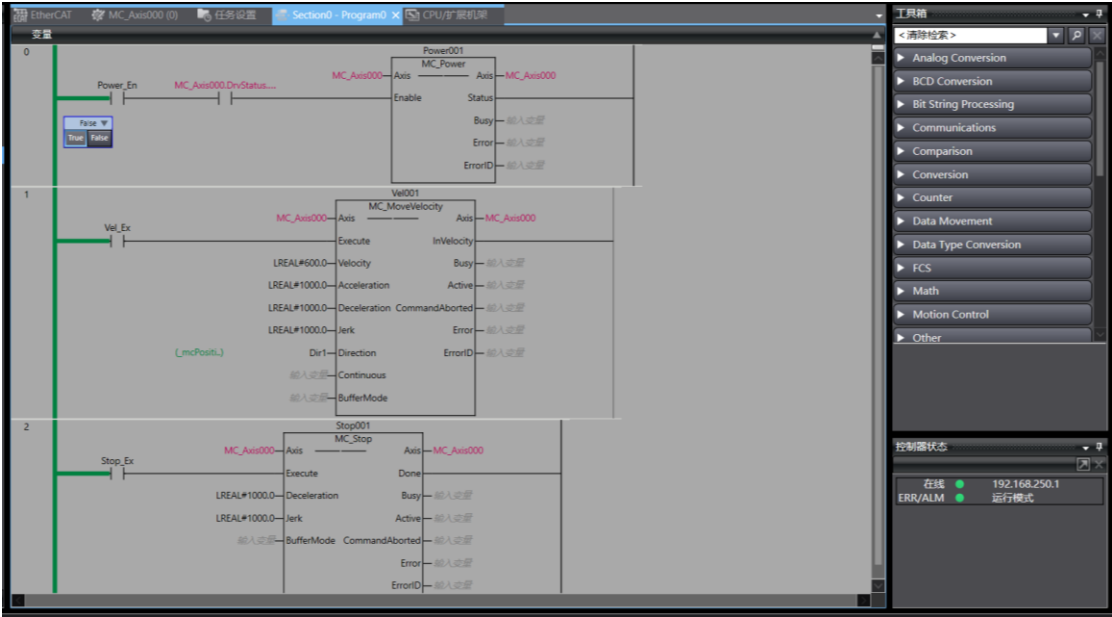 EtherCAT MC_Axis000 (0) 任务设置 Section0 - Program0 × CPU/扩展机架
变量
0
Power001
MC_Power
MC_Axis000 Axis Axis MC_Axis000
Power_En MC_Axis000.DrvStatus....
Enable Status
False ▼
True False
Busy 输入变量
Error 输入变量
ErrorID 输入变量
1
Vel001
MC_MoveVelocity
MC_Axis000 Axis Axis MC_Axis000
Vel_Ex
Execute InVelocity
LREAL#600.0 Velocity Busy 输入变量
LREAL#1000.0 Acceleration Active 输入变量
LREAL#1000.0 Deceleration CommandAborted 输入变量
LREAL#1000.0 Jerk Error 输入变量
(_mcPositi..) Dir1 Direction ErrorID 输入变量
输入变量 Continuous
输入变量 BufferMode
2
Stop001
MC_Stop
MC_Axis000 Axis Axis MC_Axis000
Stop_Ex
Execute Done
LREAL#1000.0 Deceleration Busy 输入变量
LREAL#1000.0 Jerk Active 输入变量
输入变量 BufferMode CommandAborted 输入变量
Error 输入变量
ErrorID 输入变量
工具箱
<清除检索>
Analog Conversion
BCD Conversion
Bit String Processing
Communications
Comparison
Conversion
Counter
Data Movement
Data Type Conversion
FCS
Math
Motion Control
Other
控制器状态
在线 192.168.250.1
ERR/ALM 运行模式